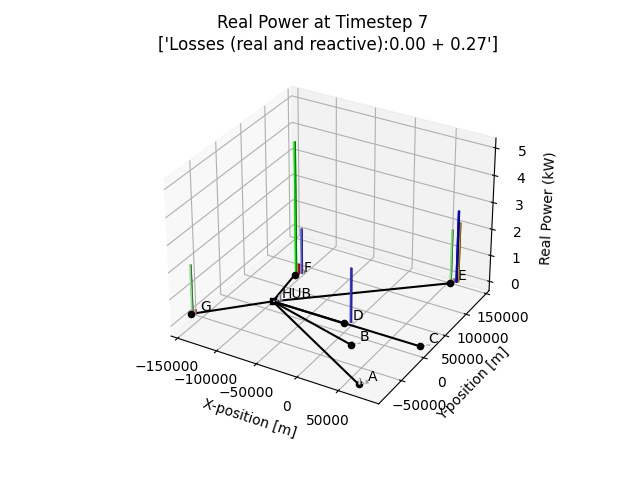 Real Power at Timestep 7
['Losses (real and reactive):0.00 + 0.27']
5
4
3
2
1
0
Real Power (kW)
F
E
HUB
G
D
B
C
A
150000
100000
50000
0
−50000
Y-position [m]
−150000
−100000
−50000
0
50000
X-position [m]